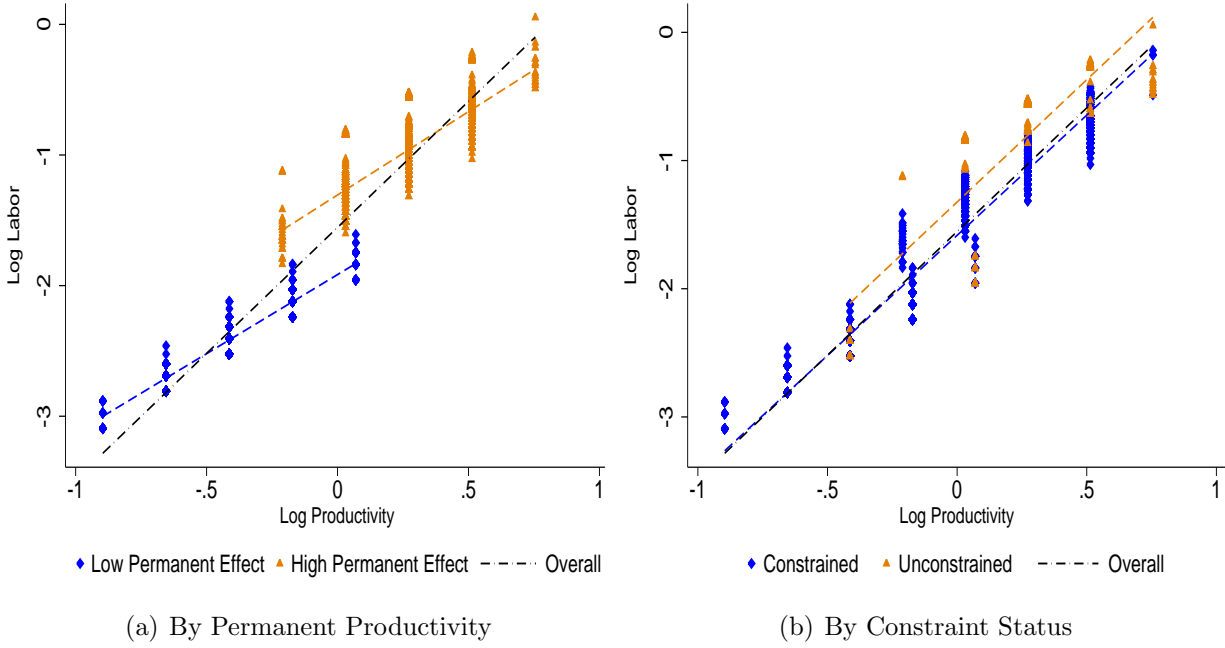 0
-1
-2
-3
Log Labor
-1
-.5
0
.5
1
Log Productivity
Low Permanent Effect
High Permanent Effect
Overall
(a) By Permanent Productivity
0
-1
-2
-3
Log Labor
-1
-.5
0
.5
1
Log Productivity
Constrained
Unconstrained
Overall
(b) By Constraint Status